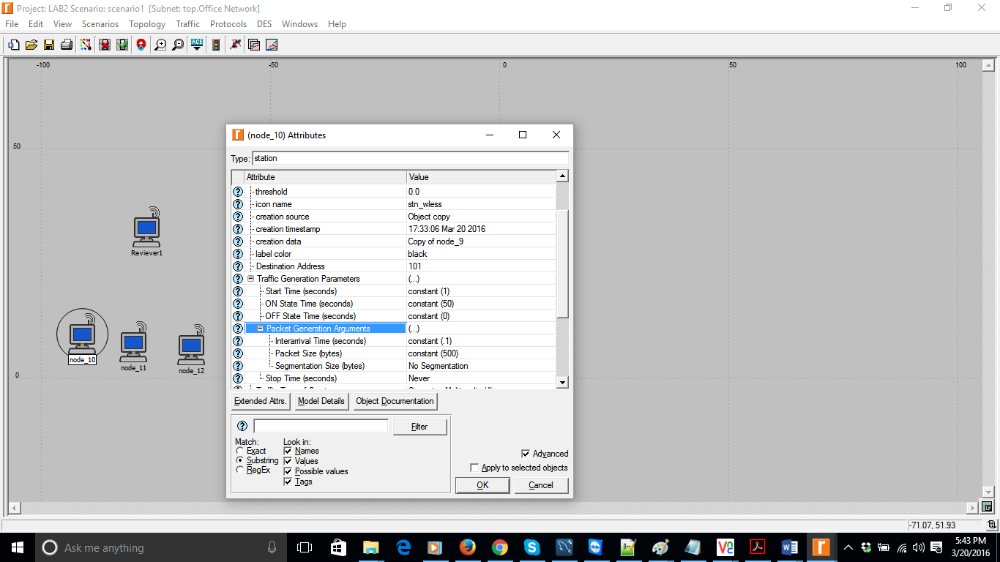 Project: LAB2 Scenario: scenario1 [Subnet: top.Office Network]
File Edit View Scenarios Topology Traffic Protocols DES Windows Help
ACE
-100 -50 0 50 100
50
0
Reviever1
node_10
node_11
node_12
(node_10) Attributes
Type: station
Attribute Value
threshold 0.0
icon name stn_wless
creation source Object copy
creation timestamp 17:33:06 Mar 20 2016
creation data Copy of node_9
label color black
Destination Address 101
Traffic Generation Parameters (...)
Start Time (seconds) constant (1)
ON State Time (seconds) constant (50)
OFF State Time (seconds) constant (0)
Packet Generation Arguments (...)
Interarrival Time (seconds) constant (.1)
Packet Size (bytes) constant (500)
Segmentation Size (bytes) No Segmentation
Stop Time (seconds) Never
Extended Attrs. Model Details Object Documentation
Filter
Match: Look in:
Exact Names
Substring Values
RegEx Possible values
Tags
Advanced
Apply to selected objects
OK Cancel
-71.07, 51.93
Ask me anything
5:43 PM
3/20/2016